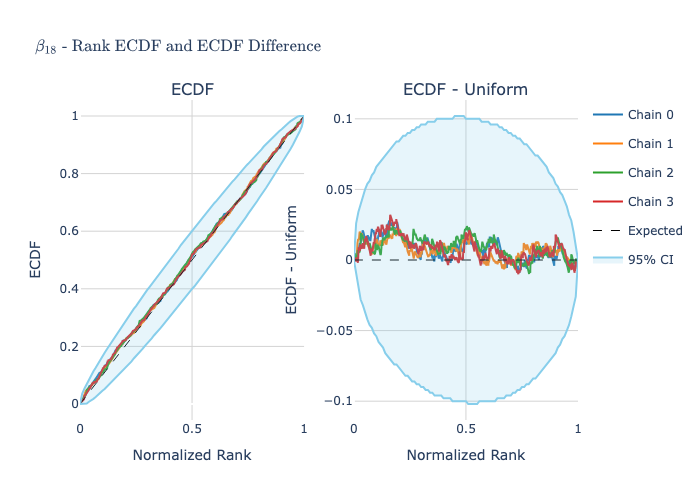 β₁₈ - Rank ECDF and ECDF Difference
ECDF
ECDF - Uniform
ECDF
1
0.8
0.6
0.4
0.2
0
0
0.5
1
Normalized Rank
ECDF - Uniform
0.1
0.05
0
−0.05
−0.1
0
0.5
1
Normalized Rank
Chain 0
Chain 1
Chain 2
Chain 3
Expected
95% CI